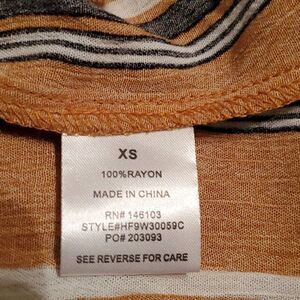 XS
100%RAYON
MADE IN CHINA
RN# 146103
STYLE#HF9W30059C
PO# 203093
SEE REVERSE FOR CARE